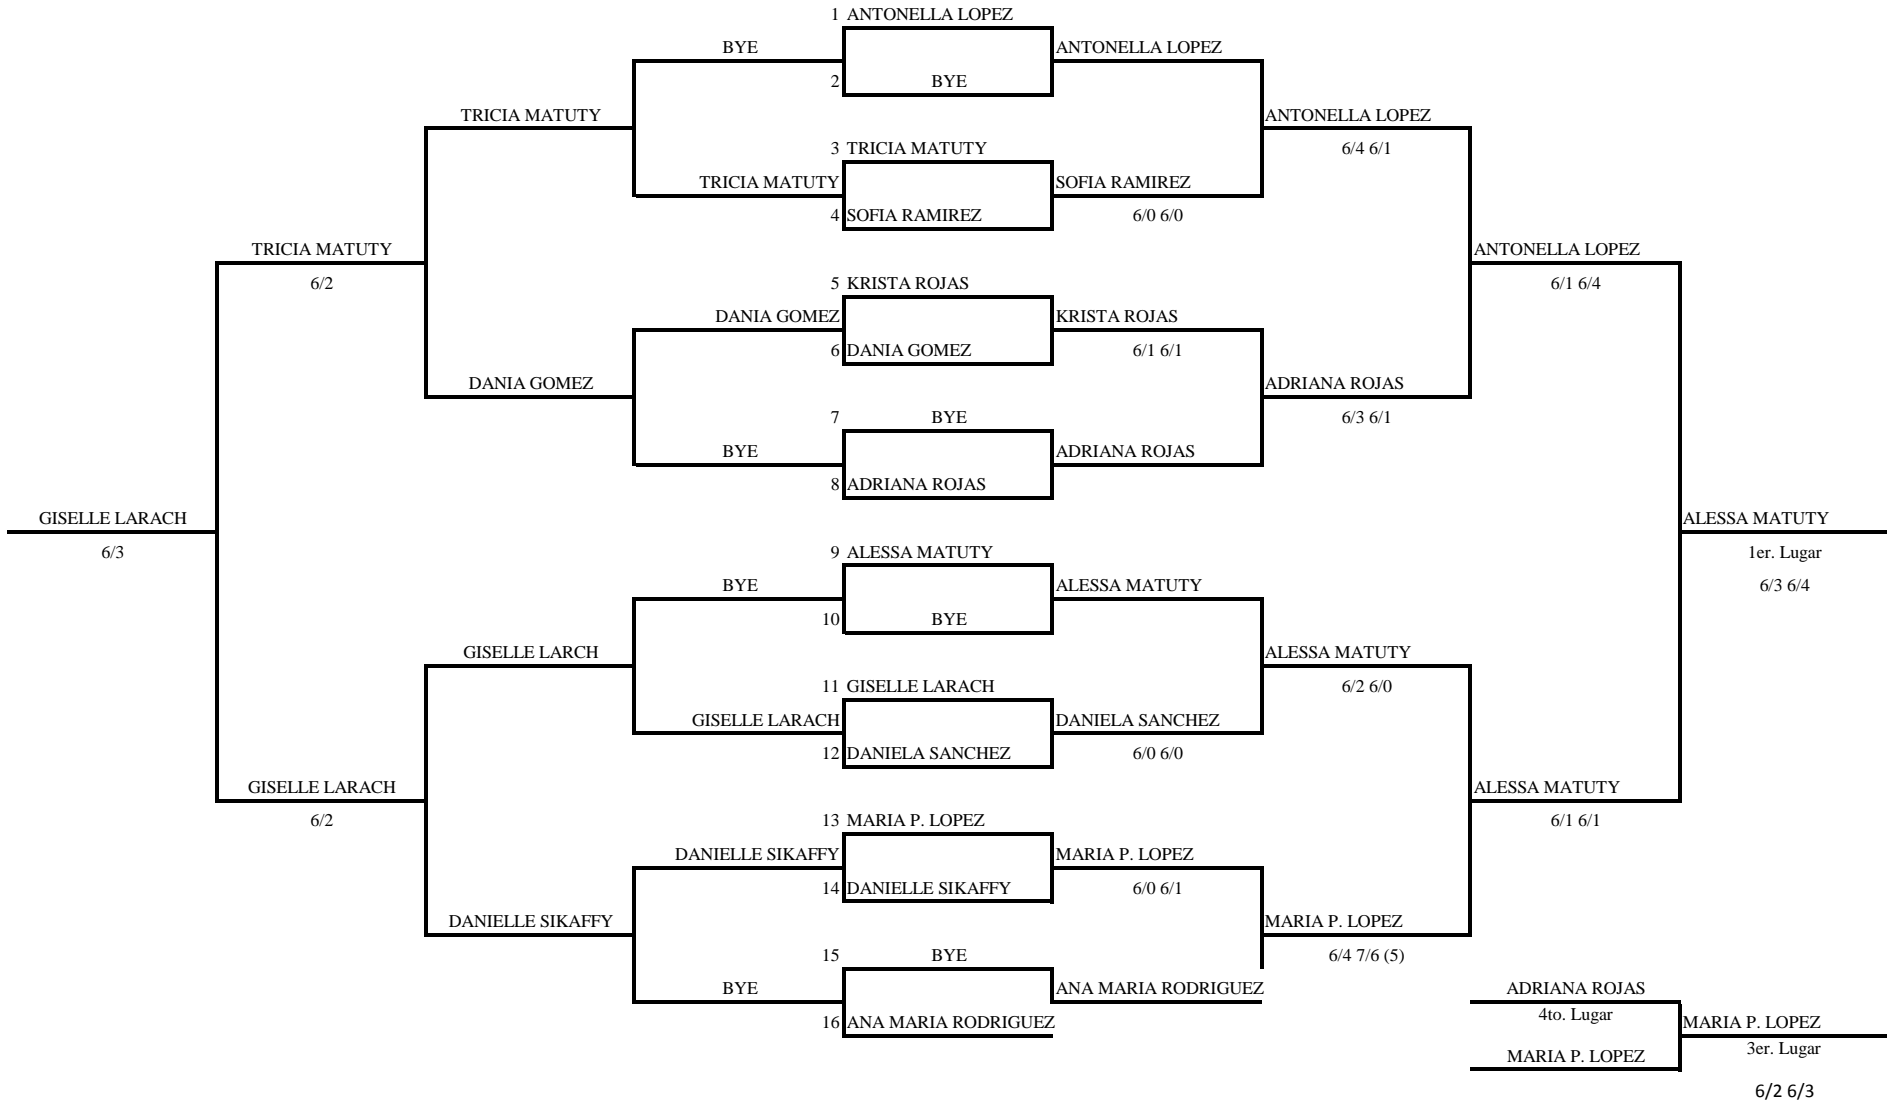 1 ANTONELLA LOPEZ
BYE ANTONELLA LOPEZ
2 BYE
TRICIA MATUTY ANTONELLA LOPEZ
3 TRICIA MATUTY 6/4 6/1
TRICIA MATUTY SOFIA RAMIREZ
4 SOFIA RAMIREZ 6/0 6/0
TRICIA MATUTY ANTONELLA LOPEZ
6/2 5 KRISTA ROJAS 6/1 6/4
DANIA GOMEZ KRISTA ROJAS
6 DANIA GOMEZ 6/1 6/1
DANIA GOMEZ ADRIANA ROJAS
7 BYE 6/3 6/1
BYE ADRIANA ROJAS
8 ADRIANA ROJAS
GISELLE LARACH ALESSA MATUTY
6/3 9 ALESSA MATUTY 1er. Lugar
BYE ALESSA MATUTY 6/3 6/4
10 BYE
GISELLE LARCH ALESSA MATUTY
11 GISELLE LARACH 6/2 6/0
GISELLE LARACH DANIELA SANCHEZ
12 DANIELA SANCHEZ 6/0 6/0
GISELLE LARACH ALESSA MATUTY
6/2 13 MARIA P. LOPEZ 6/1 6/1
DANIELLE SIKAFFY MARIA P. LOPEZ
14 DANIELLE SIKAFFY 6/0 6/1
DANIELLE SIKAFFY MARIA P. LOPEZ
15 BYE 6/4 7/6 (5)
BYE ANA MARIA RODRIGUEZ ADRIANA ROJAS
4to. Lugar
16 ANA MARIA RODRIGUEZ MARIA P. LOPEZ
3er. Lugar
MARIA P. LOPEZ
6/2 6/3